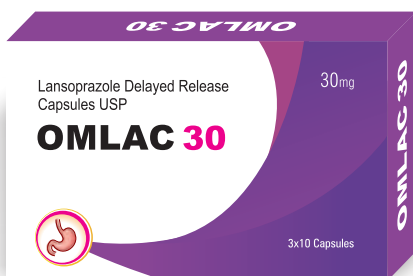 OMLAC 30
Lansoprazole Delayed Release
Capsules USP
30mg
OMLAC 30
3x10 Capsules
OMLAC 30